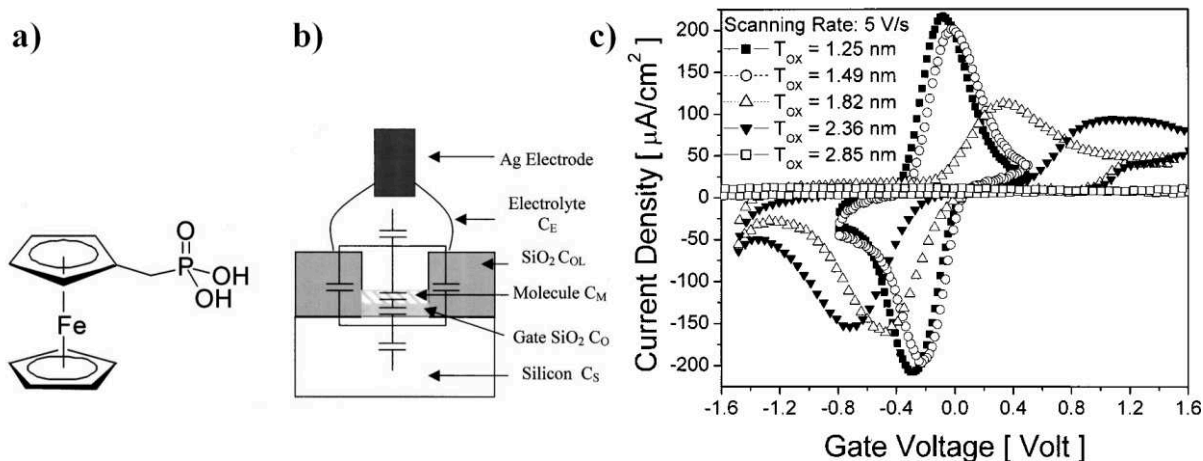 a)
O
P
OH
OH
Fe
b)
Ag Electrode
Electrolyte
C_E
SiO₂ C_OL
Molecule C_M
Gate SiO₂ C_O
Silicon C_S
c)
Scanning Rate: 5 V/s
T_ox = 1.25 nm
T_ox = 1.49 nm
T_ox = 1.82 nm
T_ox = 2.36 nm
T_ox = 2.85 nm
200
150
100
50
0
-50
-100
-150
-200
Current Density [ μA/cm² ]
-1.6 -1.2 -0.8 -0.4 0.0 0.4 0.8 1.2 1.6
Gate Voltage [ Volt ]